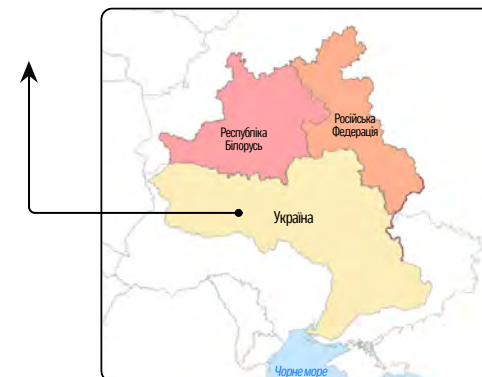 Республіка
Білорусь
Російська
Федерація
Україна
Чорне море